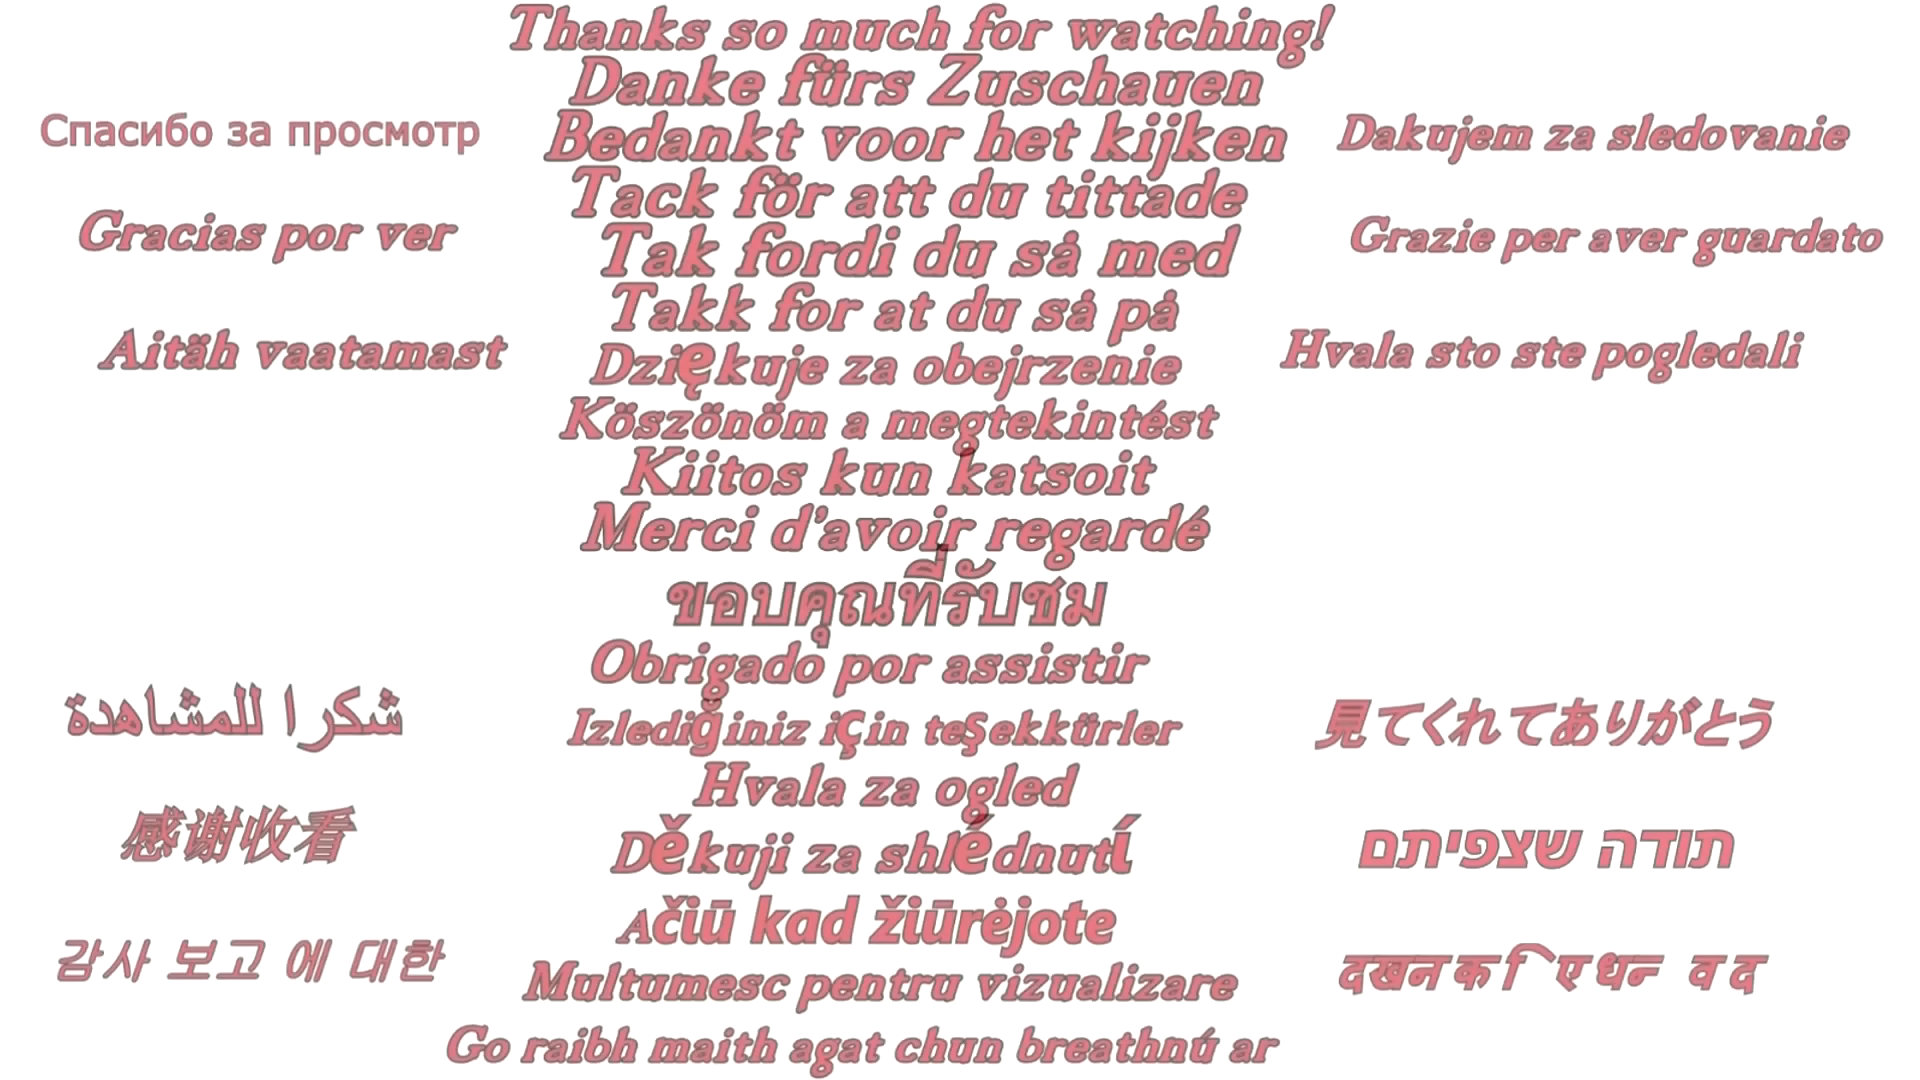 Thanks so much for watching!
Danke fürs Zuschauen
Bedankt voor het kijken
Tack för att du tittade
Tak fordi du så med
Takk for at du så på
Dziękuje za obejrzenie
Köszönöm a megtekintést
Kiitos kun katsoit
Merci d'avoir regardé
ขอบคุณที่รับชม
Obrigado por assistir
Izlediğiniz için teşekkürler
Hvala za ogled
Děkuji za shlédnutí
Ačiū kad žiūrėjote
Multumesc pentru vizualizare
Go raibh maith agat chun breathnú ar
Спасибо за просмотр
Gracias por ver
Aitäh vaatamast
شكرا للمشاهدة
感谢收看
감사 보고 에 대한
Dakujem za sledovanie
Grazie per aver guardato
Hvala sto ste pogledali
見てくれてありがとう
תודה שצפיתם